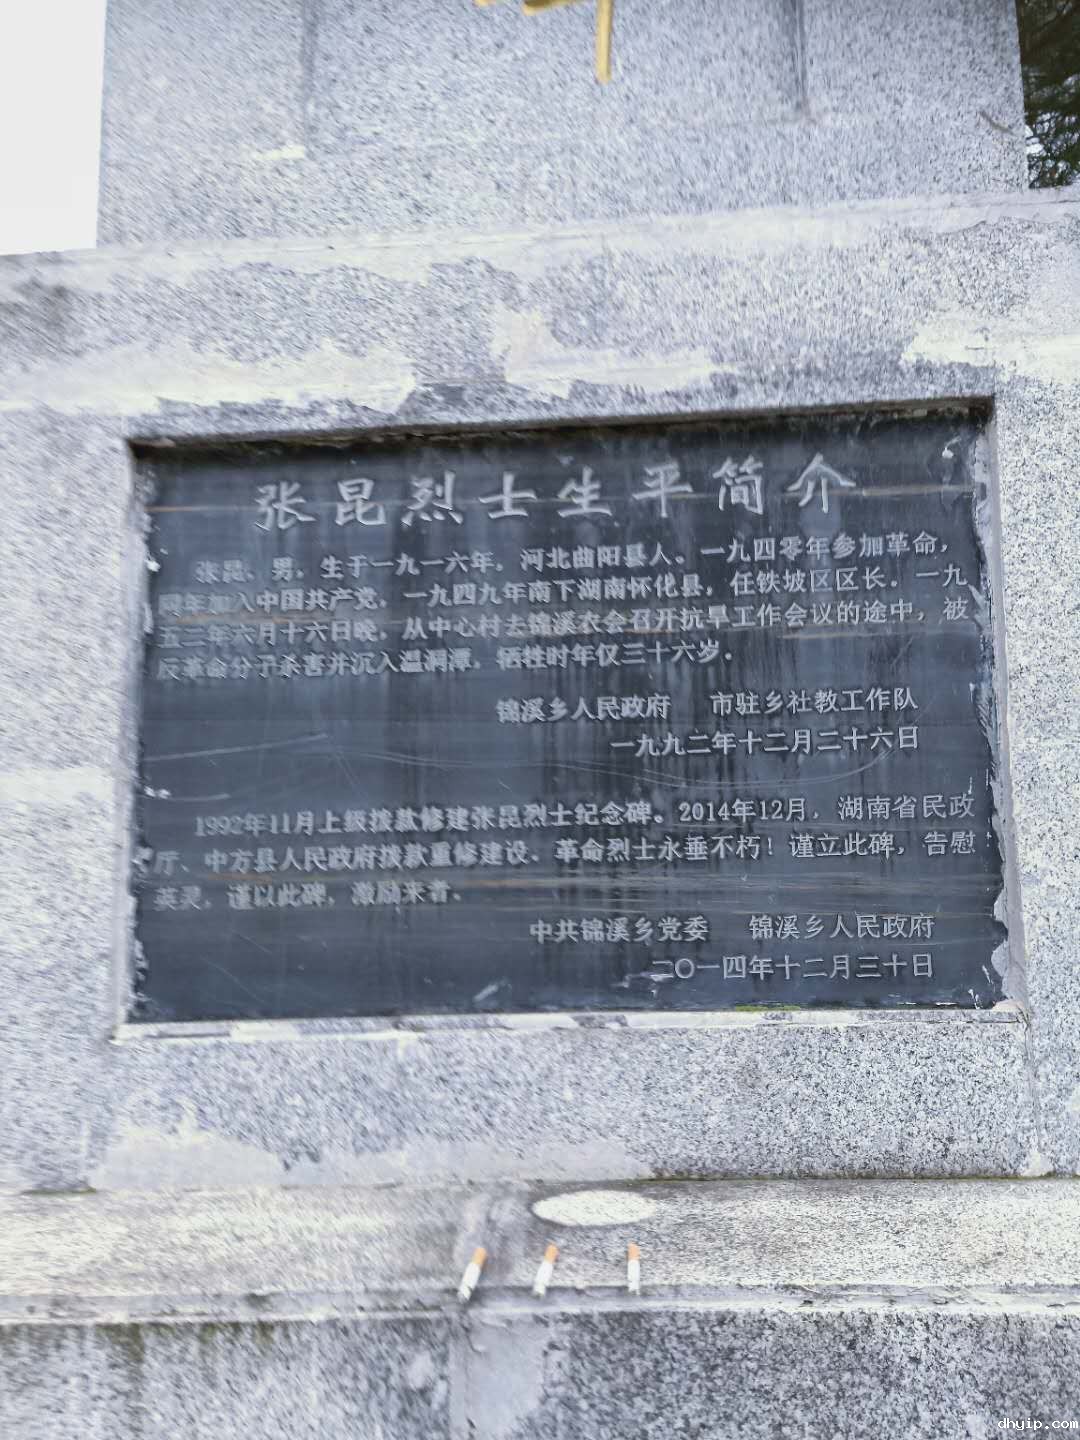 张昆烈士生平简介
张昆，男，生于一九一六年，河北曲阳县人。一九四零年参加革命，
同年加入中国共产党，一九四九年南下湖南怀化县，任铁坡区区长。一九
五二年六月十六日晚，从中心村去锦溪农会召开抗旱工作会议的途中，被
反革命分子杀害并沉入温洞潭，牺牲时年仅三十六岁。
锦溪乡人民政府 市驻乡社教工作队
一九九二年十二月二十六日
1992年11月上级拨款修建张昆烈士纪念碑。2014年12月，湖南省民政
厅、中方县人民政府拨款重修建设。革命烈士永垂不朽！谨立此碑，告慰
英灵，谨以此碑，激励来者。
中共锦溪乡党委 锦溪乡人民政府
二〇一四年十二月三十日
dhyip.com